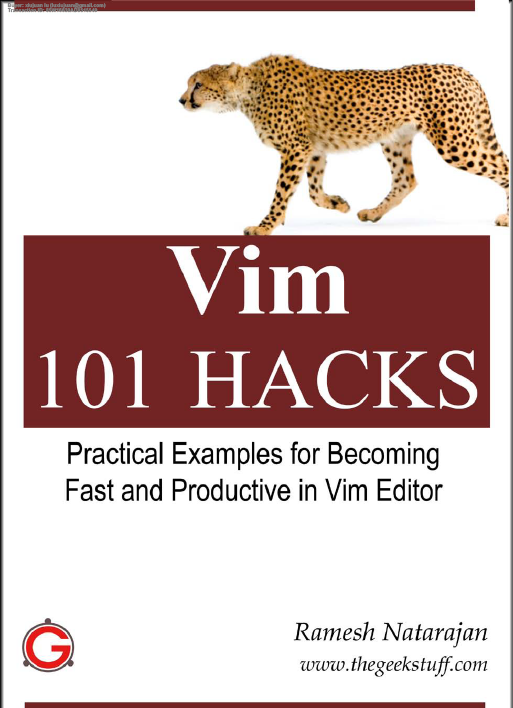 Vim
101 HACKS
Practical Examples for Becoming
Fast and Productive in Vim Editor
G
Ramesh Natarajan
www.thegeekstuff.com